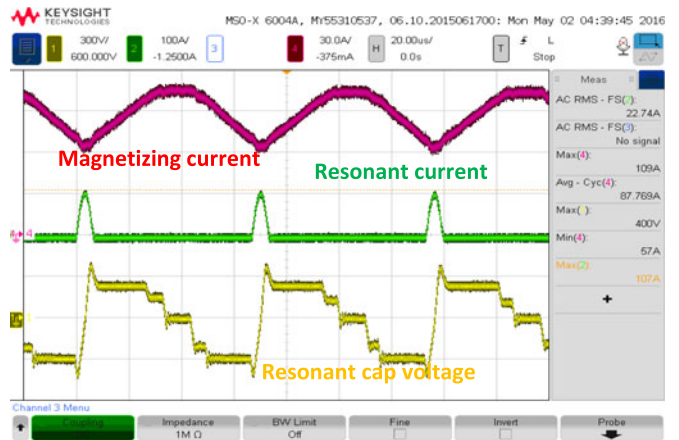 KEYSIGHT
TECHNOLOGIES
MSO-X 6004A, MY55310537, 06.10.2015061700: Mon May 02 04:39:45 2016
1 300V/ 600.000V
2 100A/ -1.2500A
3
4 30.0A/ -375mA
H 20.00us/ 0.0s
T L Stop
Meas
AC RMS - FS(2):
22.74A
AC RMS - FS(3):
No signal
Max(4):
109A
Avg - Cyc(4):
87.769A
Max( ):
400V
Min(4):
57A
Max(2):
107A
Magnetizing current
Resonant current
4
Resonant cap voltage
Channel 3 Menu
Coupling
Impedance
1M Ω
BW Limit
Off
Fine
Invert
Probe